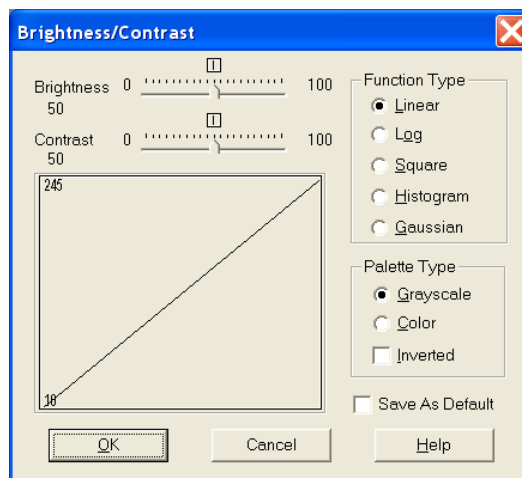 Brightness/Contrast
Brightness 0 100
50
Contrast 0 100
50
245
10
Function Type
Linear
Log
Square
Histogram
Gaussian
Palette Type
Grayscale
Color
Inverted
Save As Default
OK Cancel Help